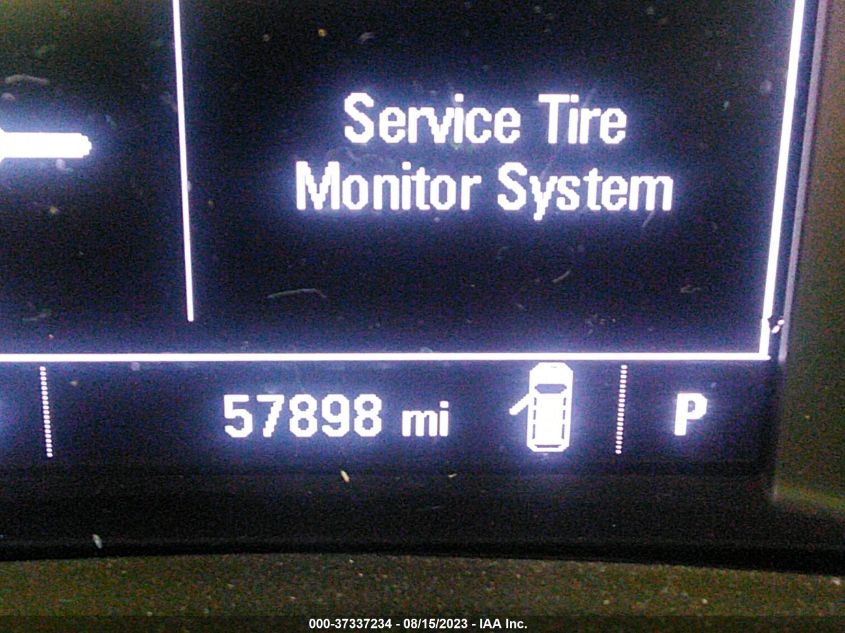 Service Tire
Monitor System
57898 mi P
000-37337234 - 08/15/2023 - IAA Inc.